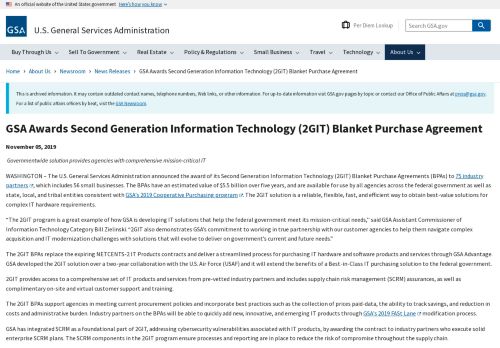 An official website of the United States government Here's how you know
GSA U.S. General Services Administration
Per Diem Lookup
Search GSA.gov
Buy Through Us Sell To Government Real Estate Policy & Regulations Small Business Travel Technology About Us
Home › About Us › Newsroom › News Releases › GSA Awards Second Generation Information Technology (2GIT) Blanket Purchase Agreement
This is archived information. It may contain outdated contact names, telephone numbers, Web links, or other information. For up-to-date information visit GSA.gov pages by topic or contact our Office of Public Affairs at press@gsa.gov.
For a list of public affairs officers by beat, visit the GSA Newsroom.
GSA Awards Second Generation Information Technology (2GIT) Blanket Purchase Agreement
November 05, 2019
Governmentwide solution provides agencies with comprehensive mission-critical IT
WASHINGTON – The U.S. General Services Administration announced the award of its Second Generation Information Technology (2GIT) Blanket Purchase Agreements (BPAs) to 75 industry
partners, which includes 56 small businesses. The BPAs have an estimated value of $5.5 billion over five years, and are available for use by all agencies across the federal government as well as
state, local, and tribal entities consistent with GSA's 2019 Cooperative Purchasing program. The 2GIT solution is a reliable, flexible, fast, and efficient way to obtain best-value solutions for
complex IT hardware requirements.
"The 2GIT program is a great example of how GSA is developing IT solutions that help the federal government meet its mission-critical needs," said GSA Assistant Commissioner of
Information Technology Category Bill Zielinski. "2GIT also demonstrates GSA's commitment to working in true partnership with our customer agencies to help them navigate complex
acquisition and IT modernization challenges with solutions that will evolve to deliver on government's current and future needs."
The 2GIT BPAs replace the expiring NETCENTS-2 IT Products contracts and deliver a streamlined process for purchasing IT hardware and software products and services through GSA Advantage.
GSA developed the 2GIT solution over a two-year collaboration with the U.S. Air Force (USAF) and it will extend the benefits of a Best-in-Class IT purchasing solution to the federal government.
2GIT provides access to a comprehensive set of IT products and services from pre-vetted industry partners and includes supply chain risk management (SCRM) assurances, as well as
complimentary on-site and virtual customer support and training.
The 2GIT BPAs support agencies in meeting current procurement policies and incorporate best practices such as the collection of prices paid-data, the ability to track savings, and reduction in
costs and administrative burden. Industry partners on the BPAs will be able to quickly add new, innovative, and emerging IT products through GSA's 2019 FASt Lane modification process.
GSA has integrated SCRM as a foundational part of 2GIT, addressing cybersecurity vulnerabilities associated with IT products, by awarding the contract to industry partners who execute solid
enterprise SCRM plans. The SCRM components in the 2GIT program ensure processes and reporting are in place to reduce the risk of compromise throughout the supply chain.